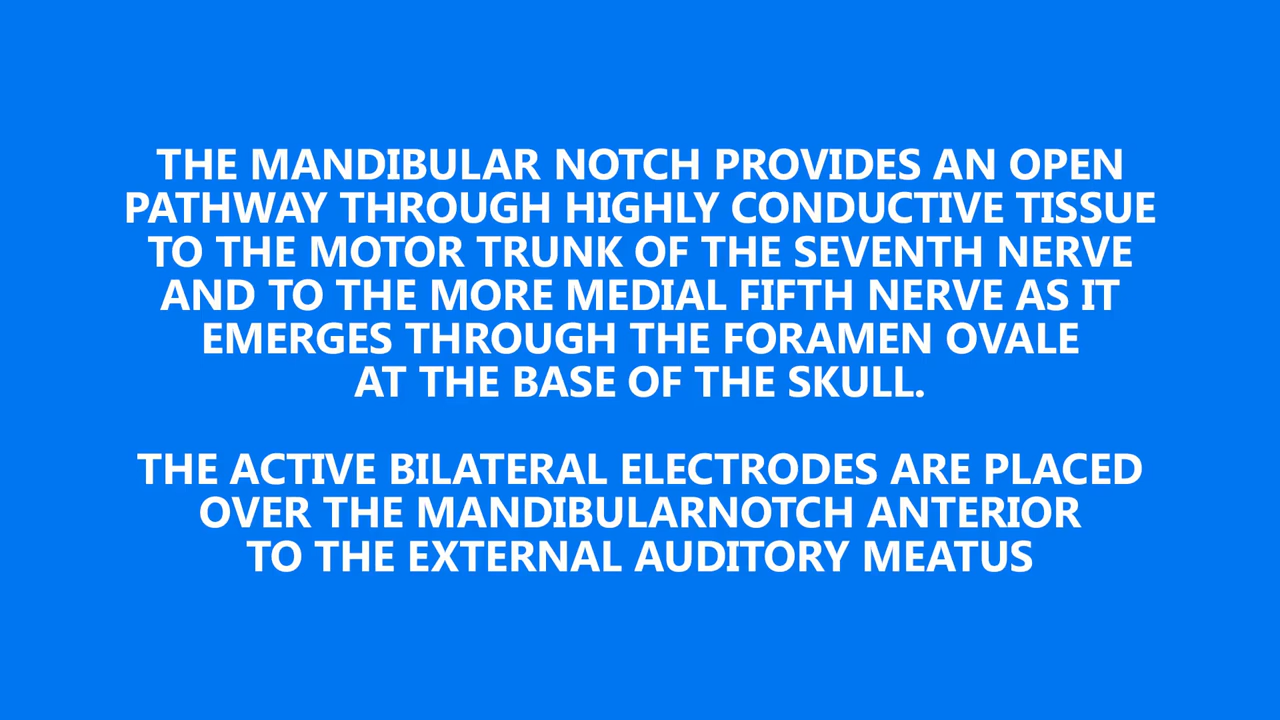 THE MANDIBULAR NOTCH PROVIDES AN OPEN
PATHWAY THROUGH HIGHLY CONDUCTIVE TISSUE
TO THE MOTOR TRUNK OF THE SEVENTH NERVE
AND TO THE MORE MEDIAL FIFTH NERVE AS IT
EMERGES THROUGH THE FORAMEN OVALE
AT THE BASE OF THE SKULL.
THE ACTIVE BILATERAL ELECTRODES ARE PLACED
OVER THE MANDIBULARNOTCH ANTERIOR
TO THE EXTERNAL AUDITORY MEATUS